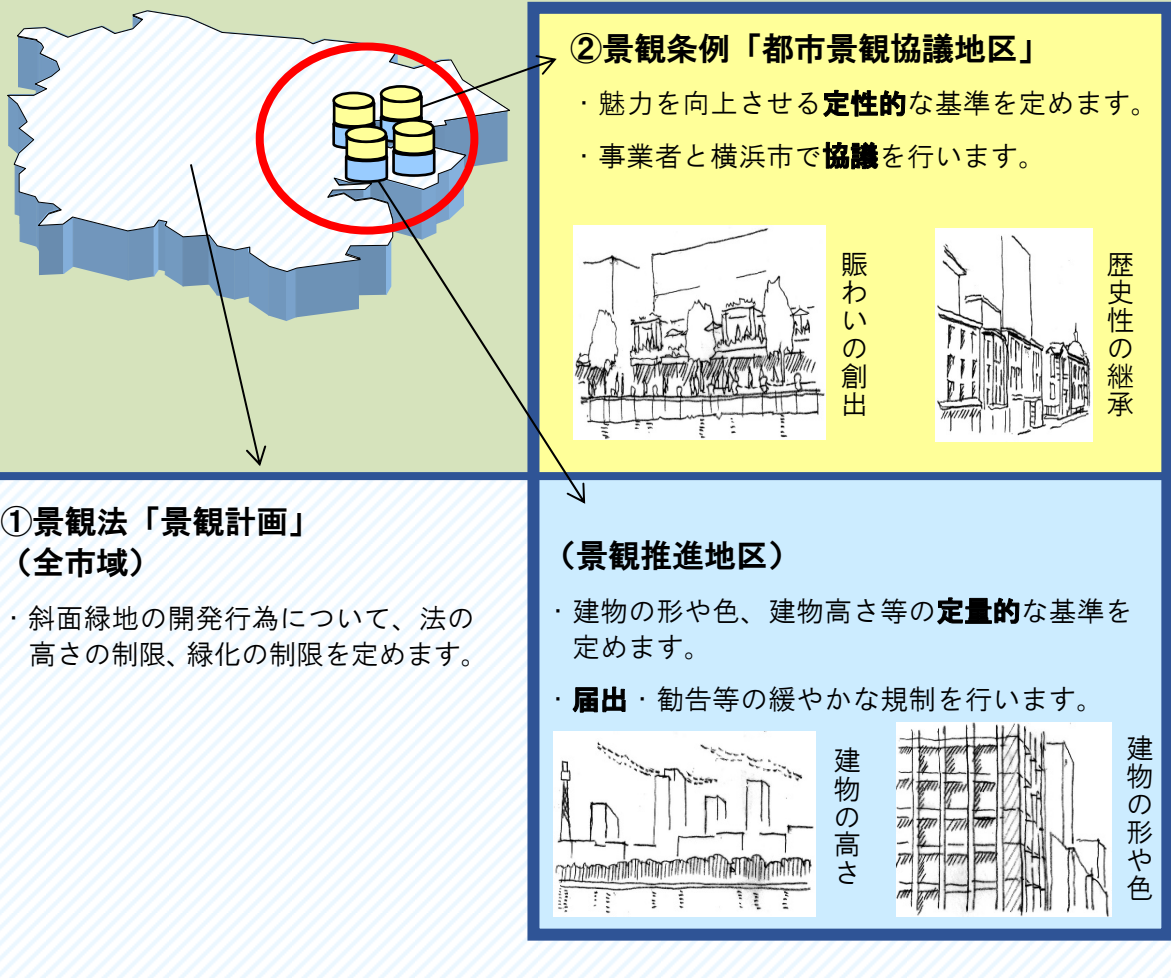 ②景観条例「都市景観協議地区」
・魅力を向上させる定性的な基準を定めます。
・事業者と横浜市で協議を行います。
賑わいの創出
歴史性の継承
①景観法「景観計画」
（全市域）
・斜面緑地の開発行為について、法の
高さの制限、緑化の制限を定めます。
（景観推進地区）
・建物の形や色、建物高さ等の定量的な基準を
定めます。
・届出・勧告等の緩やかな規制を行います。
建物の高さ
建物の形や色